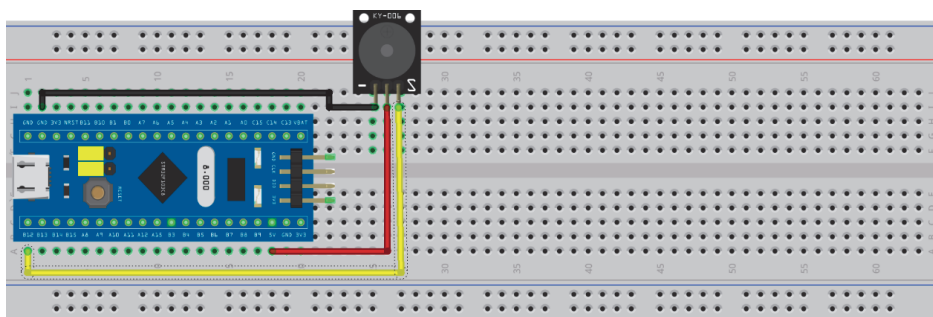 KY-006
- S
1 5 10 15 20 30 35 40 45 50 55 60
J
I
GND GND 3V3 NRST B11 B10 B1 B0 A7 A6 A5 A4 A3 A2 A1 A0 C15 C14 C13 VBAT
8.000
RESET
B12 B13 B14 B15 A8 A9 A10 A11 A12 A15 B3 B4 B5 B6 B7 B8 B9 5V GND 3V3
A
30 35 40 45 50 55 60